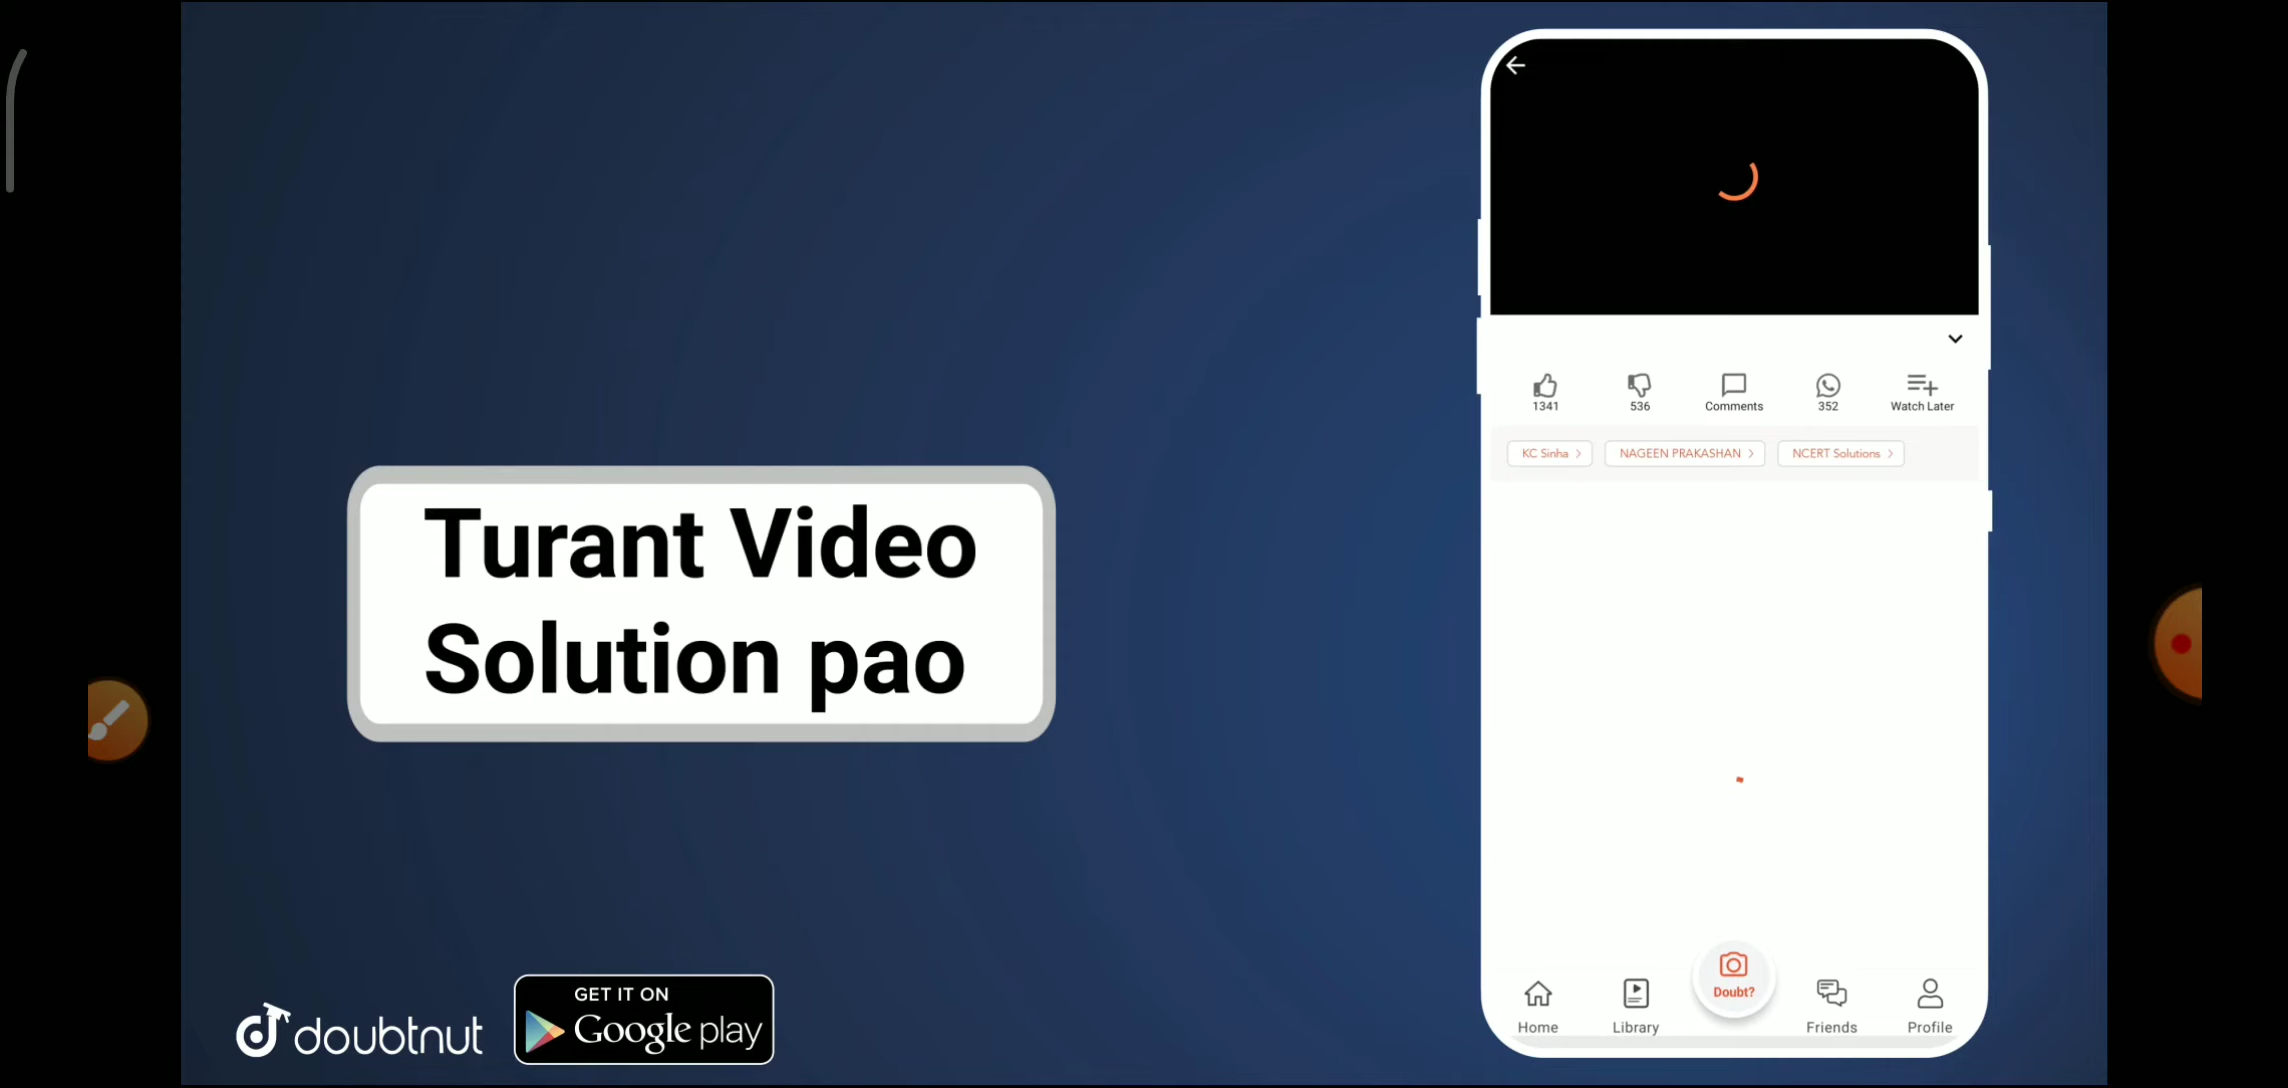 Turant Video
Solution pao
1341
536
Comments
352
Watch Later
KC Sinha
NAGEEN PRAKASHAN
NCERT Solutions
Doubt?
Home
Library
Friends
Profile
doubtnut
GET IT ON
Google play